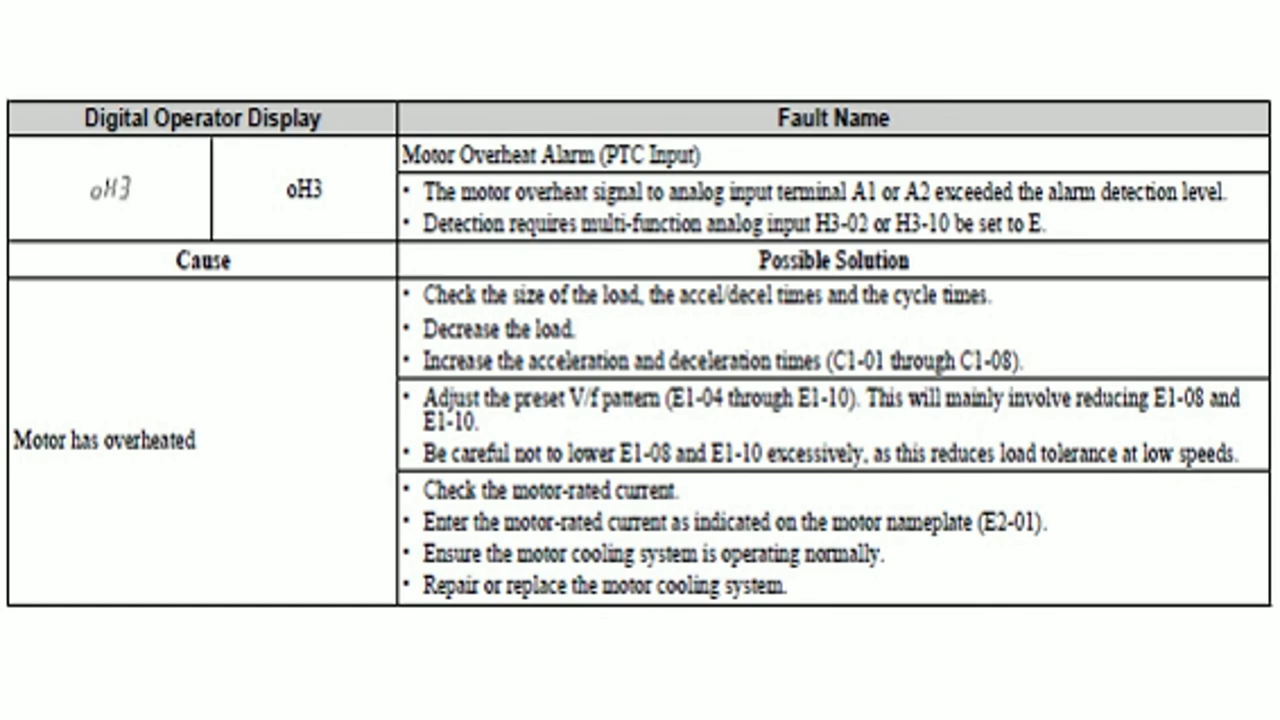 Digital Operator Display
Fault Name
oH3
oH3
Motor Overheat Alarm (PTC Input)
• The motor overheat signal to analog input terminal A1 or A2 exceeded the alarm detection level.
• Detection requires multi-function analog input H3-02 or H3-10 be set to E.
Cause
Possible Solution
Motor has overheated
• Check the size of the load, the accel/decel times and the cycle times.
• Decrease the load.
• Increase the acceleration and deceleration times (C1-01 through C1-08).
• Adjust the preset V/f pattern (E1-04 through E1-10). This will mainly involve reducing E1-08 and
E1-10.
• Be careful not to lower E1-08 and E1-10 excessively, as this reduces load tolerance at low speeds.
• Check the motor-rated current.
• Enter the motor-rated current as indicated on the motor nameplate (E2-01).
• Ensure the motor cooling system is operating normally.
• Repair or replace the motor cooling system.